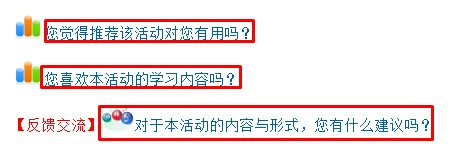 您觉得推荐该活动对您有用吗？
您喜欢本活动的学习内容吗？
【反馈交流】对于本活动的内容与形式，您有什么建议吗？